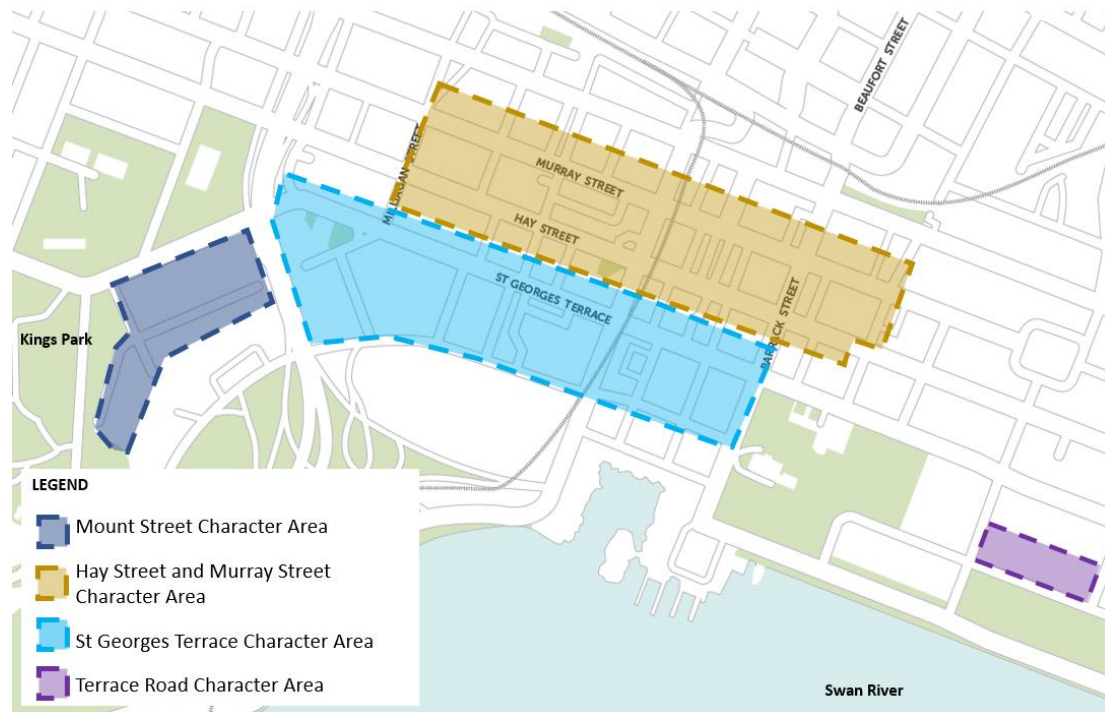 BEAUFORT STREET
MILLIGAN STREET
MURRAY STREET
HAY STREET
ST GEORGES TERRACE
BARRACK STREET
Kings Park
LEGEND
Mount Street Character Area
Hay Street and Murray Street
Character Area
St Georges Terrace Character Area
Terrace Road Character Area
Swan River